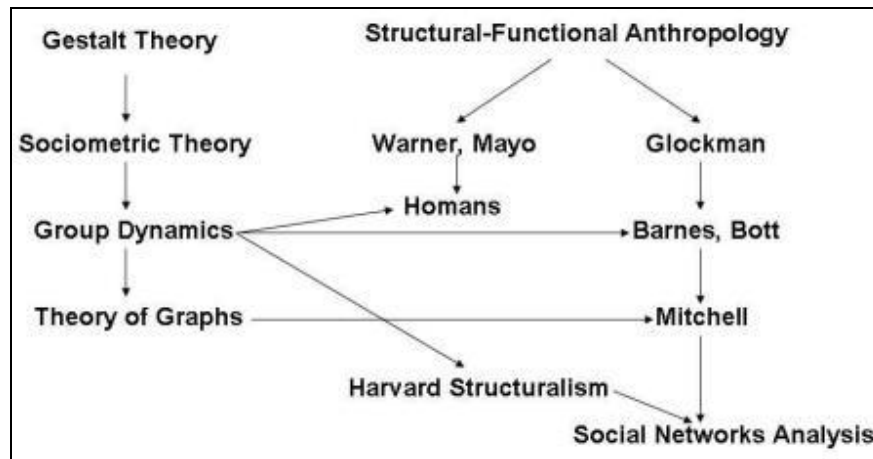 Gestalt Theory
Structural-Functional Anthropology
Sociometric Theory
Warner, Mayo
Glockman
Homans
Group Dynamics
Barnes, Bott
Theory of Graphs
Mitchell
Harvard Structuralism
Social Networks Analysis